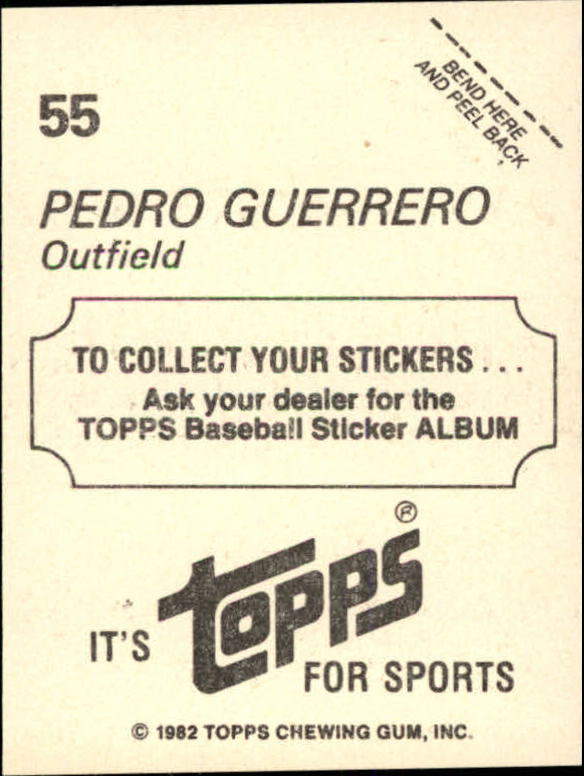 55
BEND HERE
AND PEEL BACK
PEDRO GUERRERO
Outfield
TO COLLECT YOUR STICKERS...
Ask your dealer for the
TOPPS Baseball Sticker ALBUM
IT'S
topps®
FOR SPORTS
© 1982 TOPPS CHEWING GUM, INC.